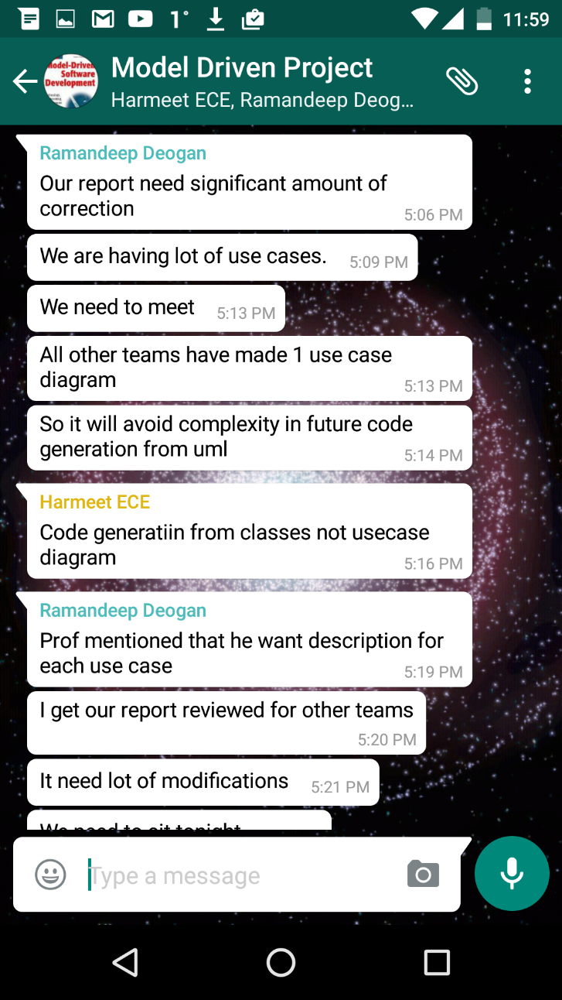 1°
11:59
Model-Driven
Software
Development
Model Driven Project
Harmeet ECE, Ramandeep Deog...
Ramandeep Deogan
Our report need significant amount of
correction
5:06 PM
We are having lot of use cases.
5:09 PM
We need to meet
5:13 PM
All other teams have made 1 use case
diagram
5:13 PM
So it will avoid complexity in future code
generation from uml
5:14 PM
Harmeet ECE
Code generatiin from classes not usecase
diagram
5:16 PM
Ramandeep Deogan
Prof mentioned that he want description for
each use case
5:19 PM
I get our report reviewed for other teams
5:20 PM
It need lot of modifications
5:21 PM
We need to sit tonight
Type a message